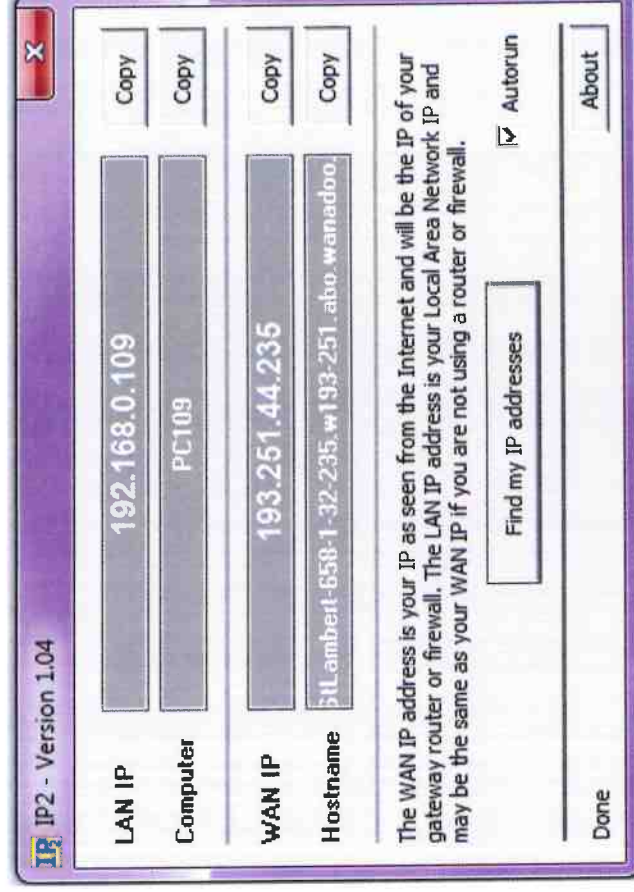 IP2 - Version 1.04
X
LAN IP
192.168.0.109
Copy
Computer
PC109
Copy
WAN IP
193.251.44.235
Copy
Hostname
StLambert-658-1-32-235.w193-251.abo.wanadoo.
Copy
The WAN IP address is your IP as seen from the Internet and will be the IP of your
gateway router or firewall. The LAN IP address is your Local Area Network IP and
may be the same as your WAN IP if you are not using a router or firewall.
Find my IP addresses
Autorun
Done
About